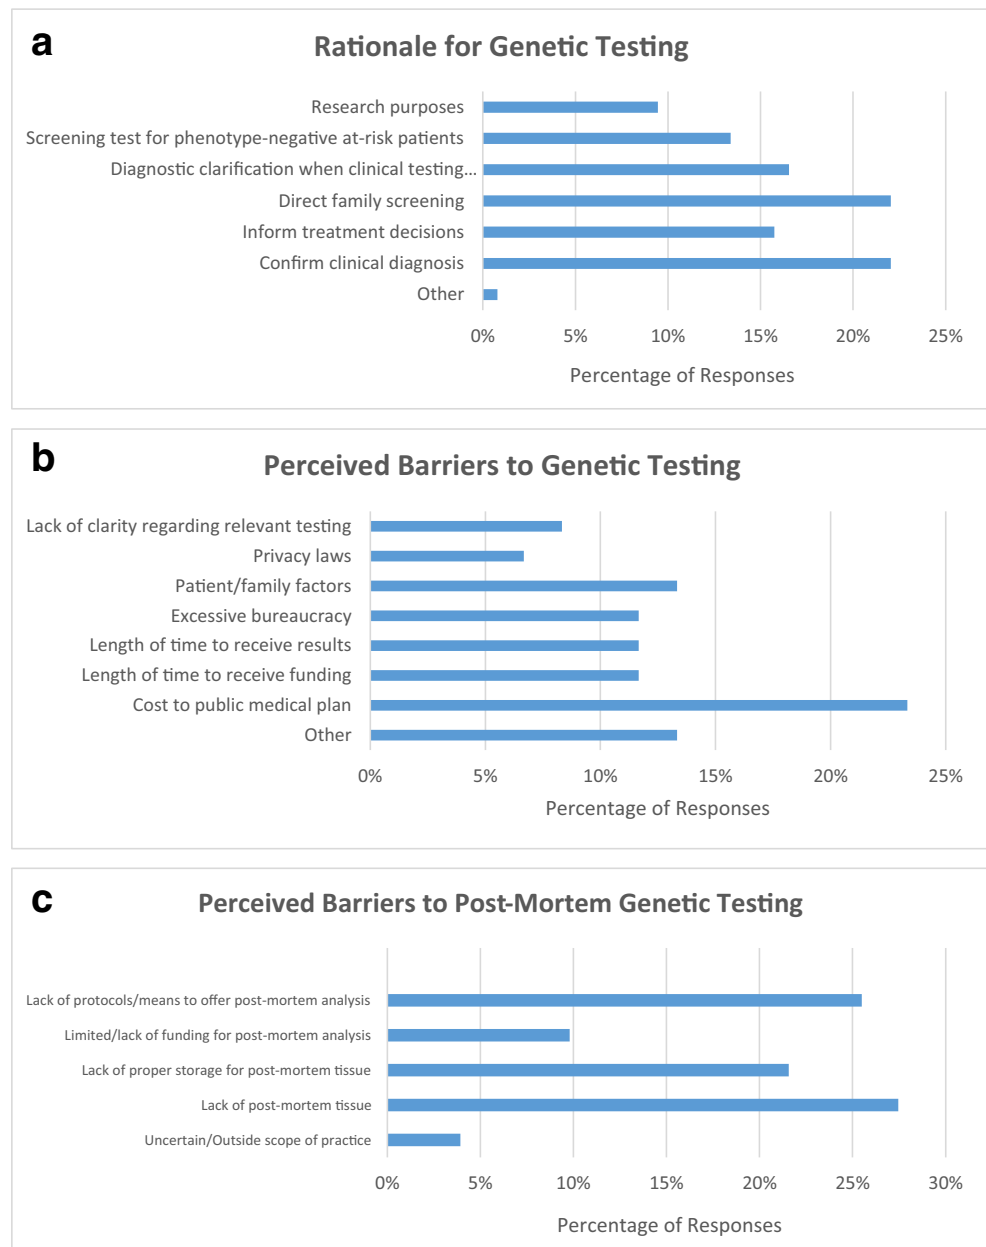 a
Rationale for Genetic Testing
Research purposes
Screening test for phenotype-negative at-risk patients
Diagnostic clarification when clinical testing...
Direct family screening
Inform treatment decisions
Confirm clinical diagnosis
Other
0% 5% 10% 15% 20% 25%
Percentage of Responses
b
Perceived Barriers to Genetic Testing
Lack of clarity regarding relevant testing
Privacy laws
Patient/family factors
Excessive bureaucracy
Length of time to receive results
Length of time to receive funding
Cost to public medical plan
Other
0% 5% 10% 15% 20% 25%
Percentage of Responses
c
Perceived Barriers to Post-Mortem Genetic Testing
Lack of protocols/means to offer post-mortem analysis
Limited/lack of funding for post-mortem analysis
Lack of proper storage for post-mortem tissue
Lack of post-mortem tissue
Uncertain/Outside scope of practice
0% 5% 10% 15% 20% 25% 30%
Percentage of Responses